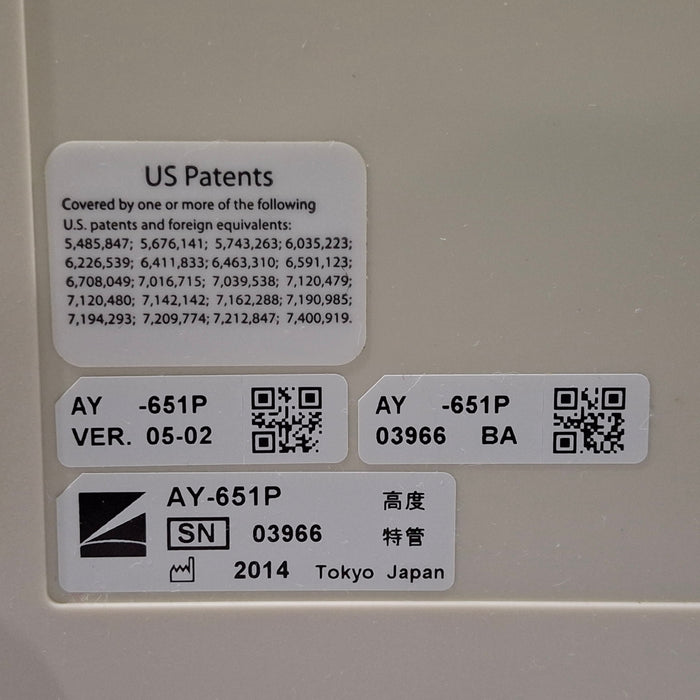 US Patents
Covered by one or more of the following
U.S. patents and foreign equivalents:
5,485,847; 5,676,141; 5,743,263; 6,035,223;
6,226,539; 6,411,833; 6,463,310; 6,591,123;
6,708,049; 7,016,715; 7,039,538; 7,120,479;
7,120,480; 7,142,142; 7,162,288; 7,190,985;
7,194,293; 7,209,774; 7,212,847; 7,400,919.
AY -651P
VER. 05-02
AY -651P
03966 BA
AY-651P 高度
SN 03966 特管
2014 Tokyo Japan